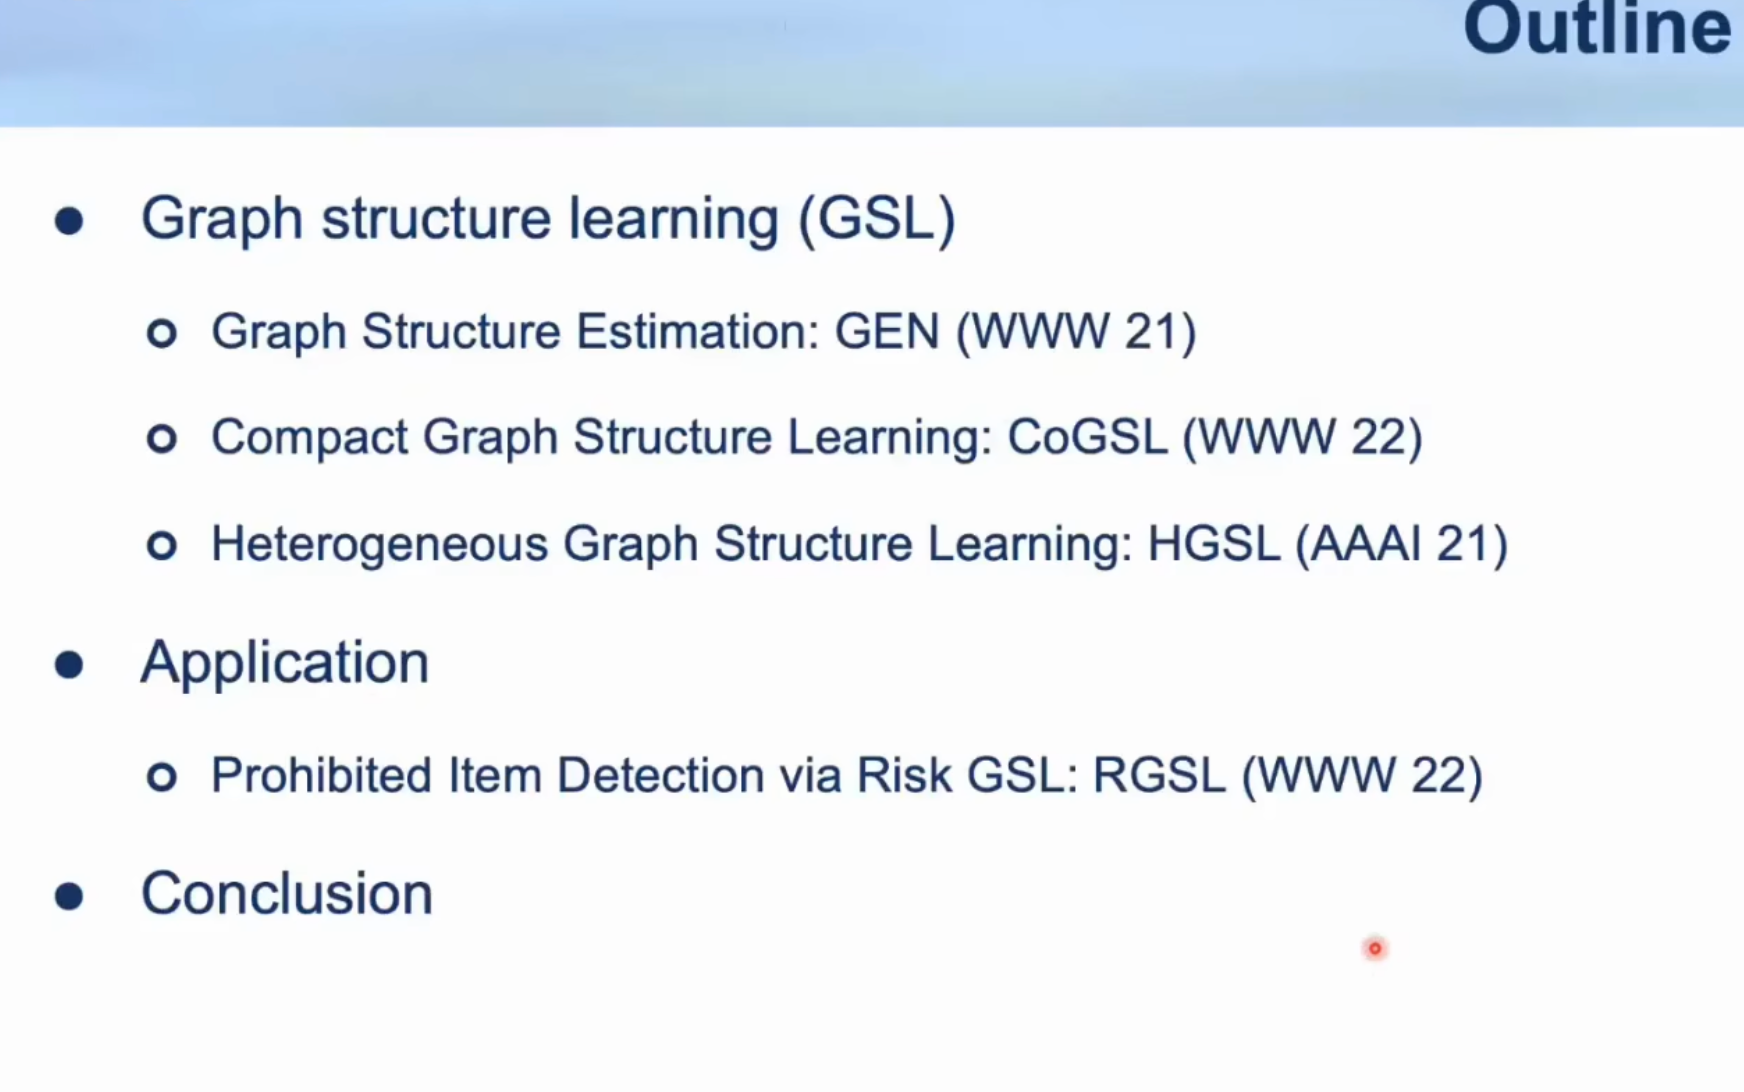 Outline
Graph structure learning (GSL)
Graph Structure Estimation: GEN (WWW 21)
Compact Graph Structure Learning: CoGSL (WWW 22)
Heterogeneous Graph Structure Learning: HGSL (AAAI 21)
Application
Prohibited Item Detection via Risk GSL: RGSL (WWW 22)
Conclusion